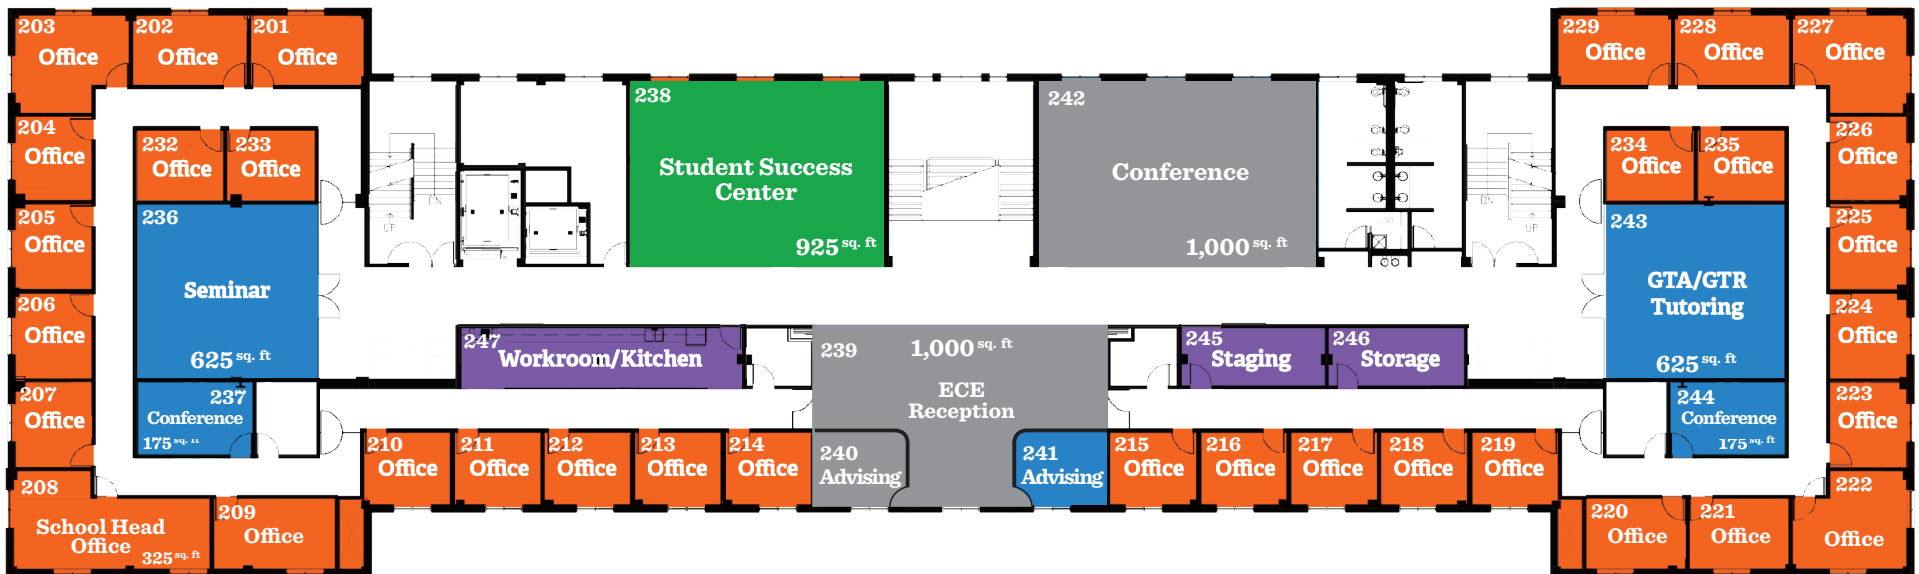 203
Office
202
Office
201
Office
229
Office
228
Office
227
Office
204
Office
232
Office
233
Office
238
Student Success
Center
925 sq. ft
242
Conference
1,000 sq. ft
234
Office
235
Office
226
Office
DN
UP
DN
UP
205
Office
236
Seminar
625 sq. ft
243
GTA/GTR
Tutoring
625 sq. ft
225
Office
206
Office
224
Office
247
Workroom/Kitchen
239
1,000 sq. ft
ECE
Reception
245
Staging
246
Storage
207
Office
237
Conference
175 sq. ft
244
Conference
175 sq. ft
223
Office
210
Office
211
Office
212
Office
213
Office
214
Office
240
Advising
241
Advising
215
Office
216
Office
217
Office
218
Office
219
Office
208
School Head
Office
325 sq. ft
209
Office
220
Office
221
Office
222
Office